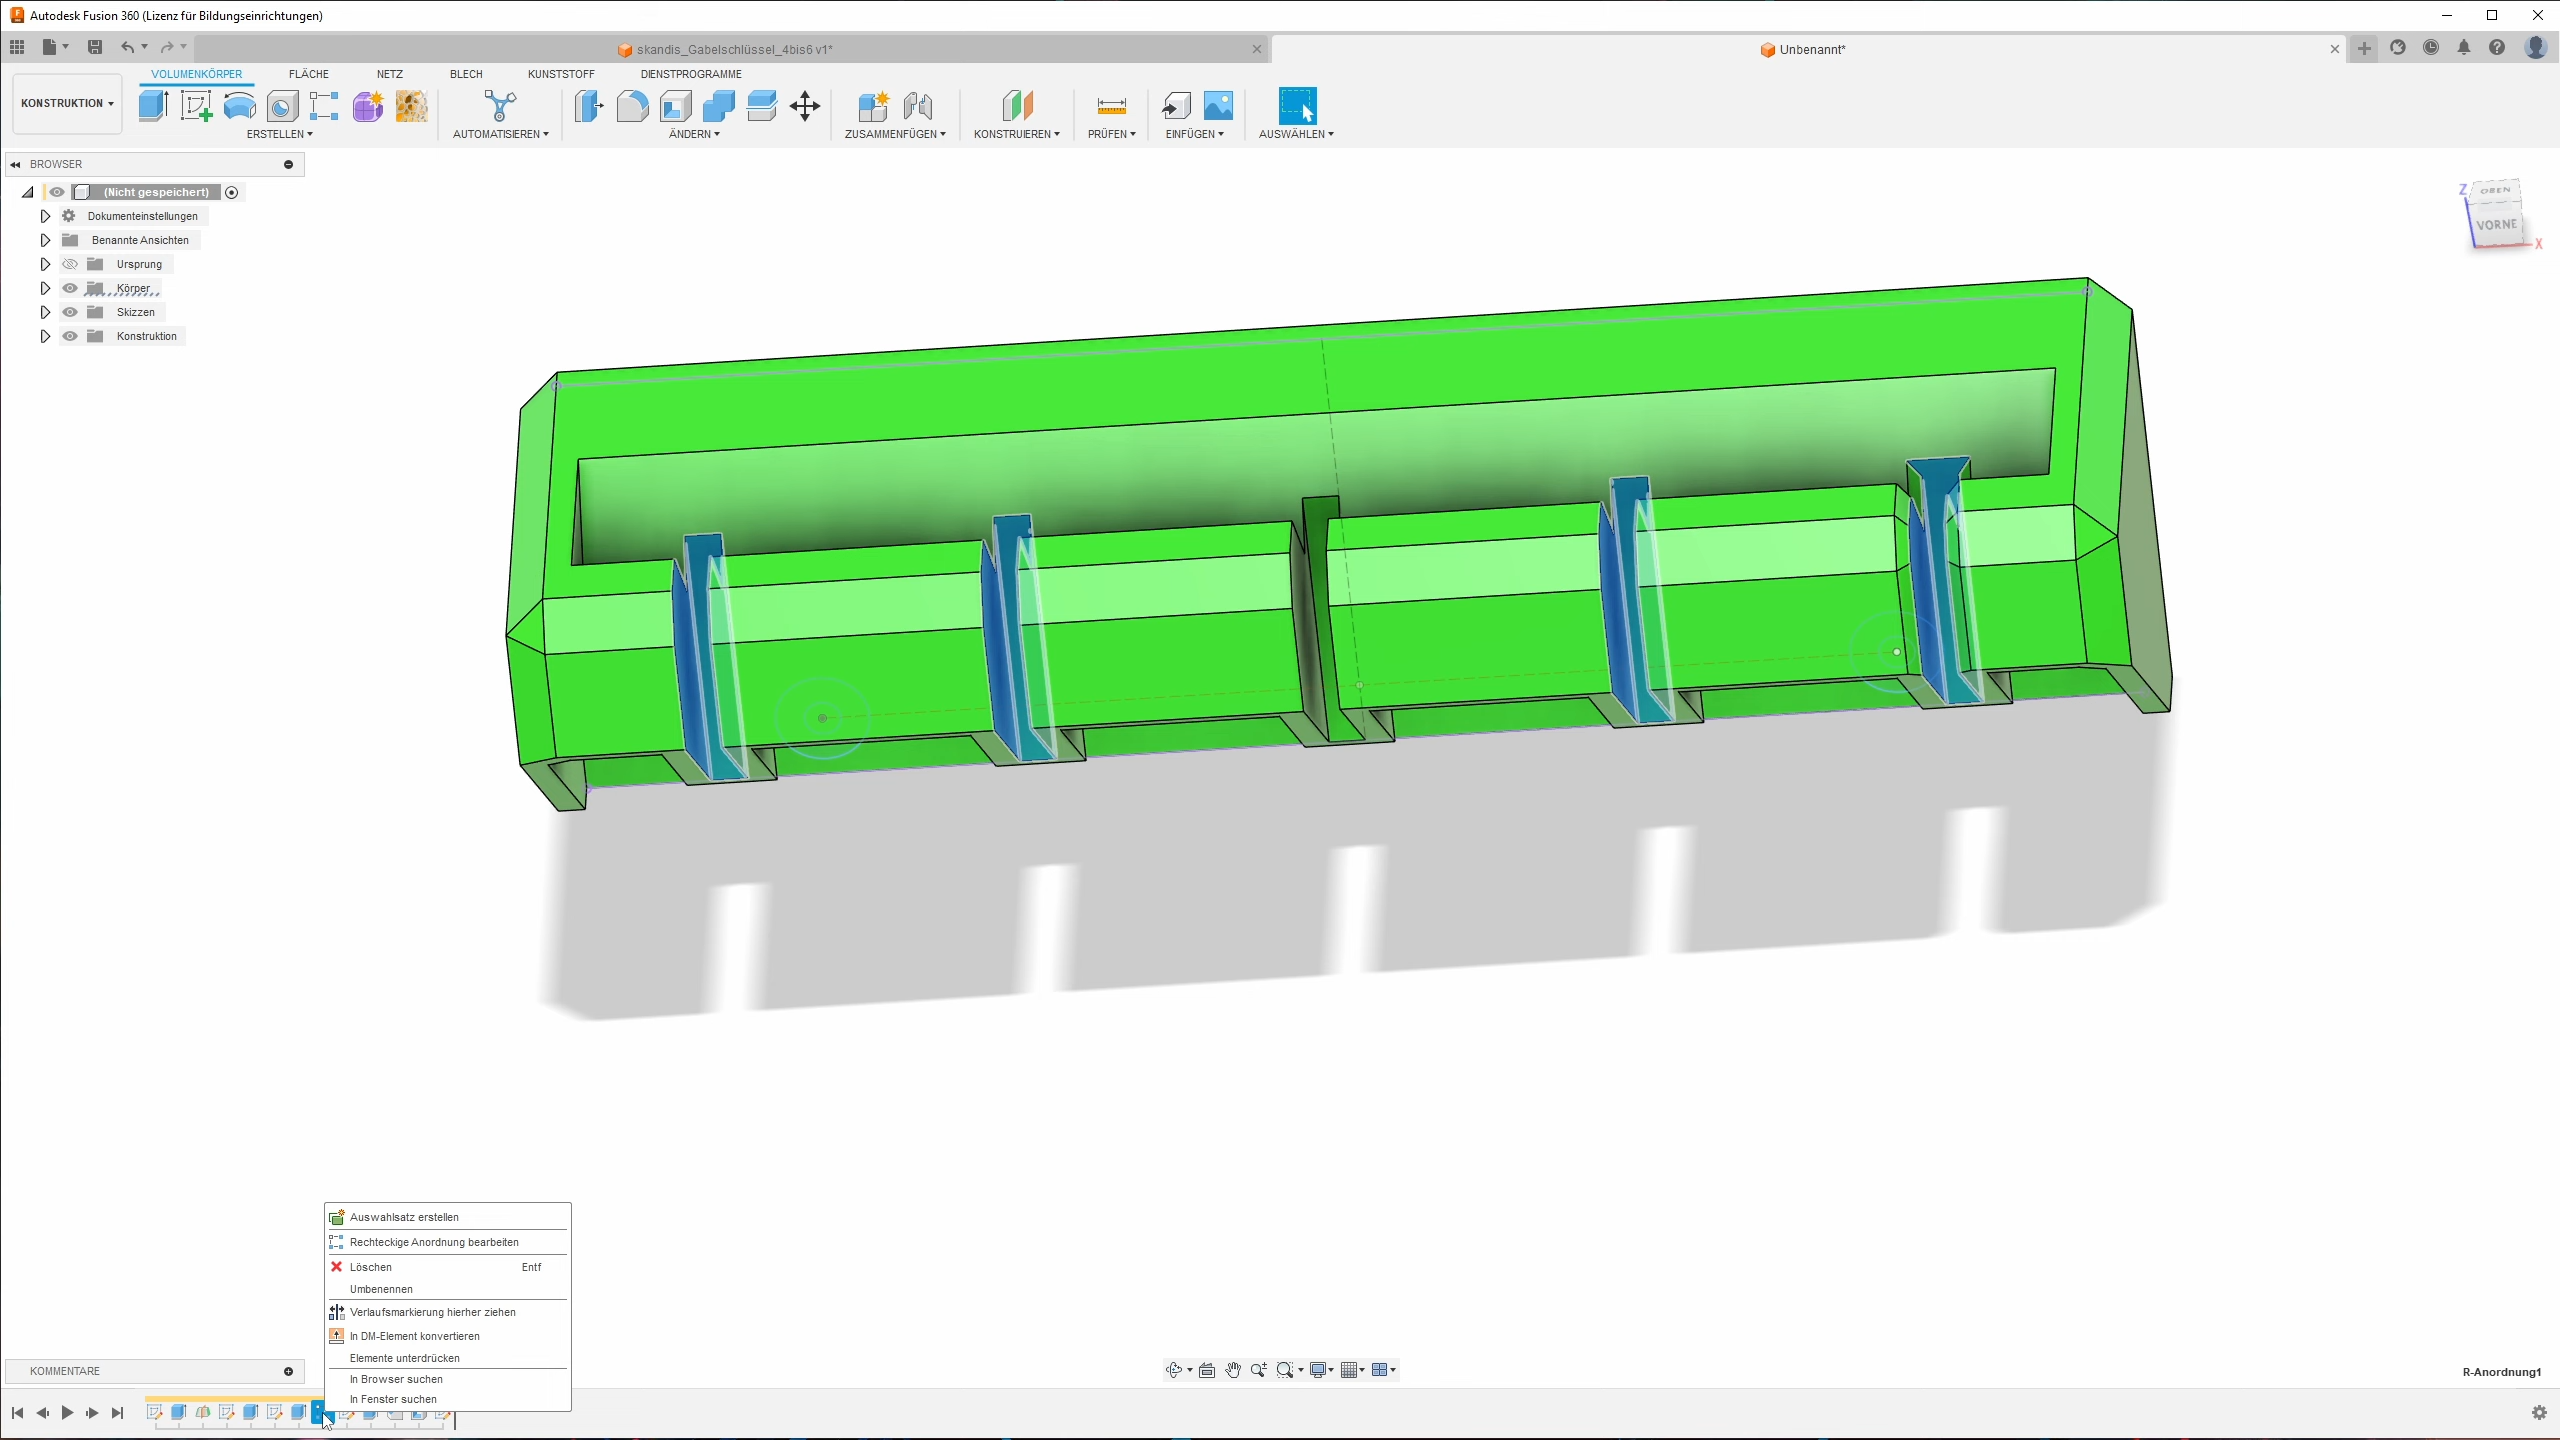 Autodesk Fusion 360 (Lizenz für Bildungseinrichtungen)
skandis_Gabelschlüssel_4bis6 v1*
Unbenannt*
KONSTRUKTION
VOLUMENKÖRPER
FLÄCHE
NETZ
BLECH
KUNSTSTOFF
DIENSTPROGRAMME
ERSTELLEN
AUTOMATISIEREN
ÄNDERN
ZUSAMMENFÜGEN
KONSTRUIEREN
PRÜFEN
EINFÜGEN
AUSWÄHLEN
BROWSER
(Nicht gespeichert)
Dokumenteinstellungen
Benannte Ansichten
Ursprung
Körper
Skizzen
Konstruktion
Z
OBEN
VORNE
X
Auswahlsatz erstellen
Rechteckige Anordnung bearbeiten
Löschen Entf
Umbenennen
Verlaufsmarkierung hierher ziehen
In DM-Element konvertieren
Elemente unterdrücken
In Browser suchen
In Fenster suchen
KOMMENTARE
R-Anordnung1